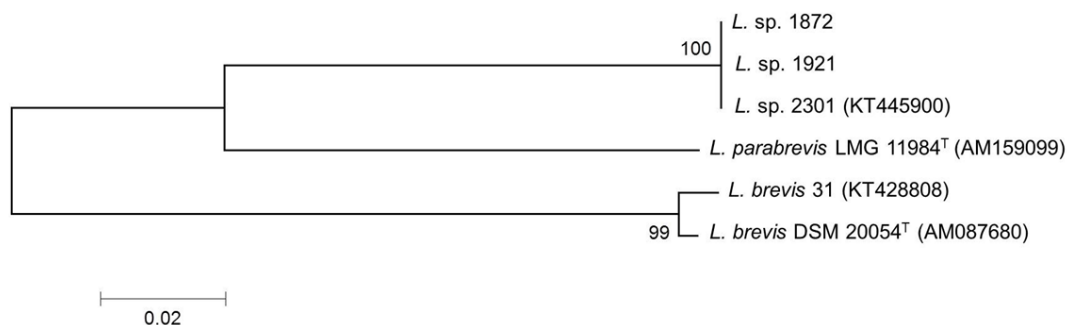 L. sp. 1872
100
L. sp. 1921
L. sp. 2301 (KT445900)
L. parabrevis LMG 11984ᵀ (AM159099)
L. brevis 31 (KT428808)
99
L. brevis DSM 20054ᵀ (AM087680)
0.02